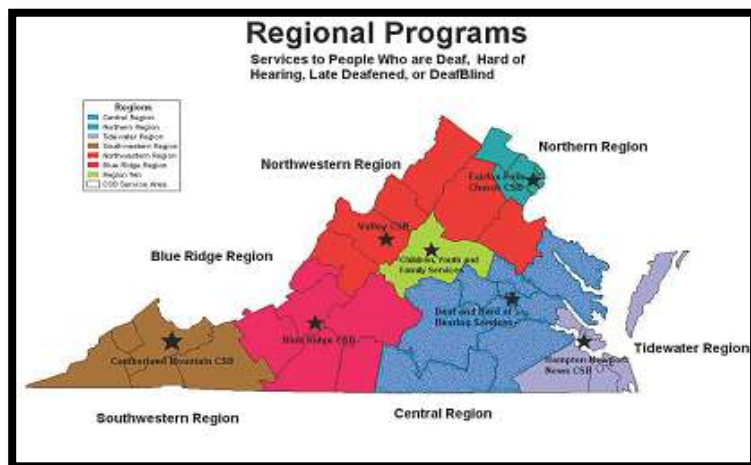 Regional Programs
Services to People Who are Deaf, Hard of
Hearing, Late Deafened, or DeafBlind
Regions
Central Region
Northern Region
Tidewater Region
Southwestern Region
Northwestern Region
Blue Ridge Region
Region Ten
CSB Service Area
Northwestern Region
Northern Region
Fairfax Falls
Church CSB
Valley CSB
Blue Ridge Region
Children, Youth and
Family Services
Deaf and Hard of
Hearing Services
Blue Ridge CSB
Tidewater Region
Cumberland Mountain CSB
Hampton Newport
News CSB
Southwestern Region
Central Region